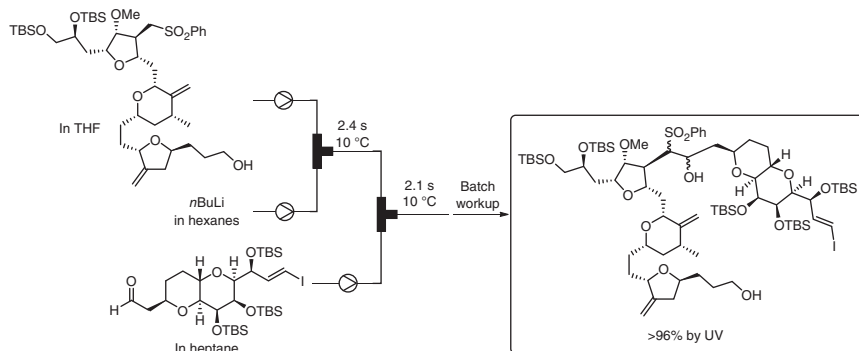 OTBS
OMe
TBSO
SO2Ph
O
O
In THF
O
OH
2.4 s
10 °C
nBuLi
in hexanes
2.1 s
10 °C
Batch
workup
OTBS
I
O
H
H
O
O
H
H
OTBS
OTBS
In heptane
SO2Ph
OTBS
OMe
TBSO
OH
O
H
O
O
H
H
OTBS
TBSO
OTBS
I
O
O
OH
>96% by UV